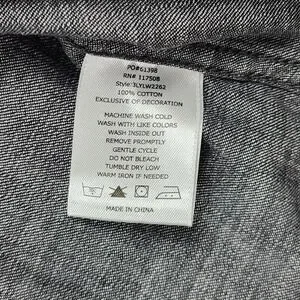 PO#61398
RN# 117508
Style:3LYLW2262
100% COTTON
EXCLUSIVE OF DECORATION
MACHINE WASH COLD
WASH WITH LIKE COLORS
WASH INSIDE OUT
REMOVE PROMPTLY
GENTLE CYCLE
DO NOT BLEACH
TUMBLE DRY LOW
WARM IRON IF NEEDED
MADE IN CHINA